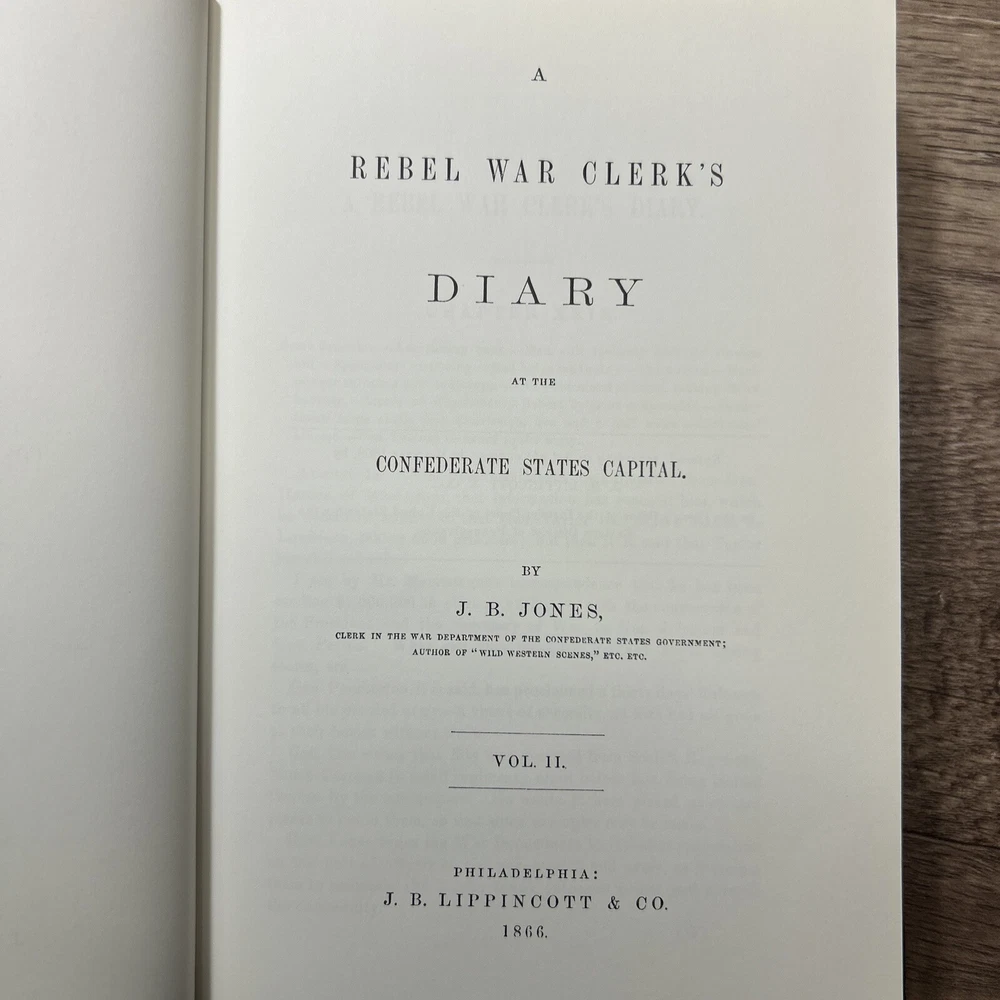 A
REBEL WAR CLERK'S
DIARY
AT THE
CONFEDERATE STATES CAPITAL.
BY
J. B. JONES,
CLERK IN THE WAR DEPARTMENT OF THE CONFEDERATE STATES GOVERNMENT;
AUTHOR OF "WILD WESTERN SCENES," ETC. ETC.
VOL. II.
PHILADELPHIA:
J. B. LIPPINCOTT & CO.
1866.